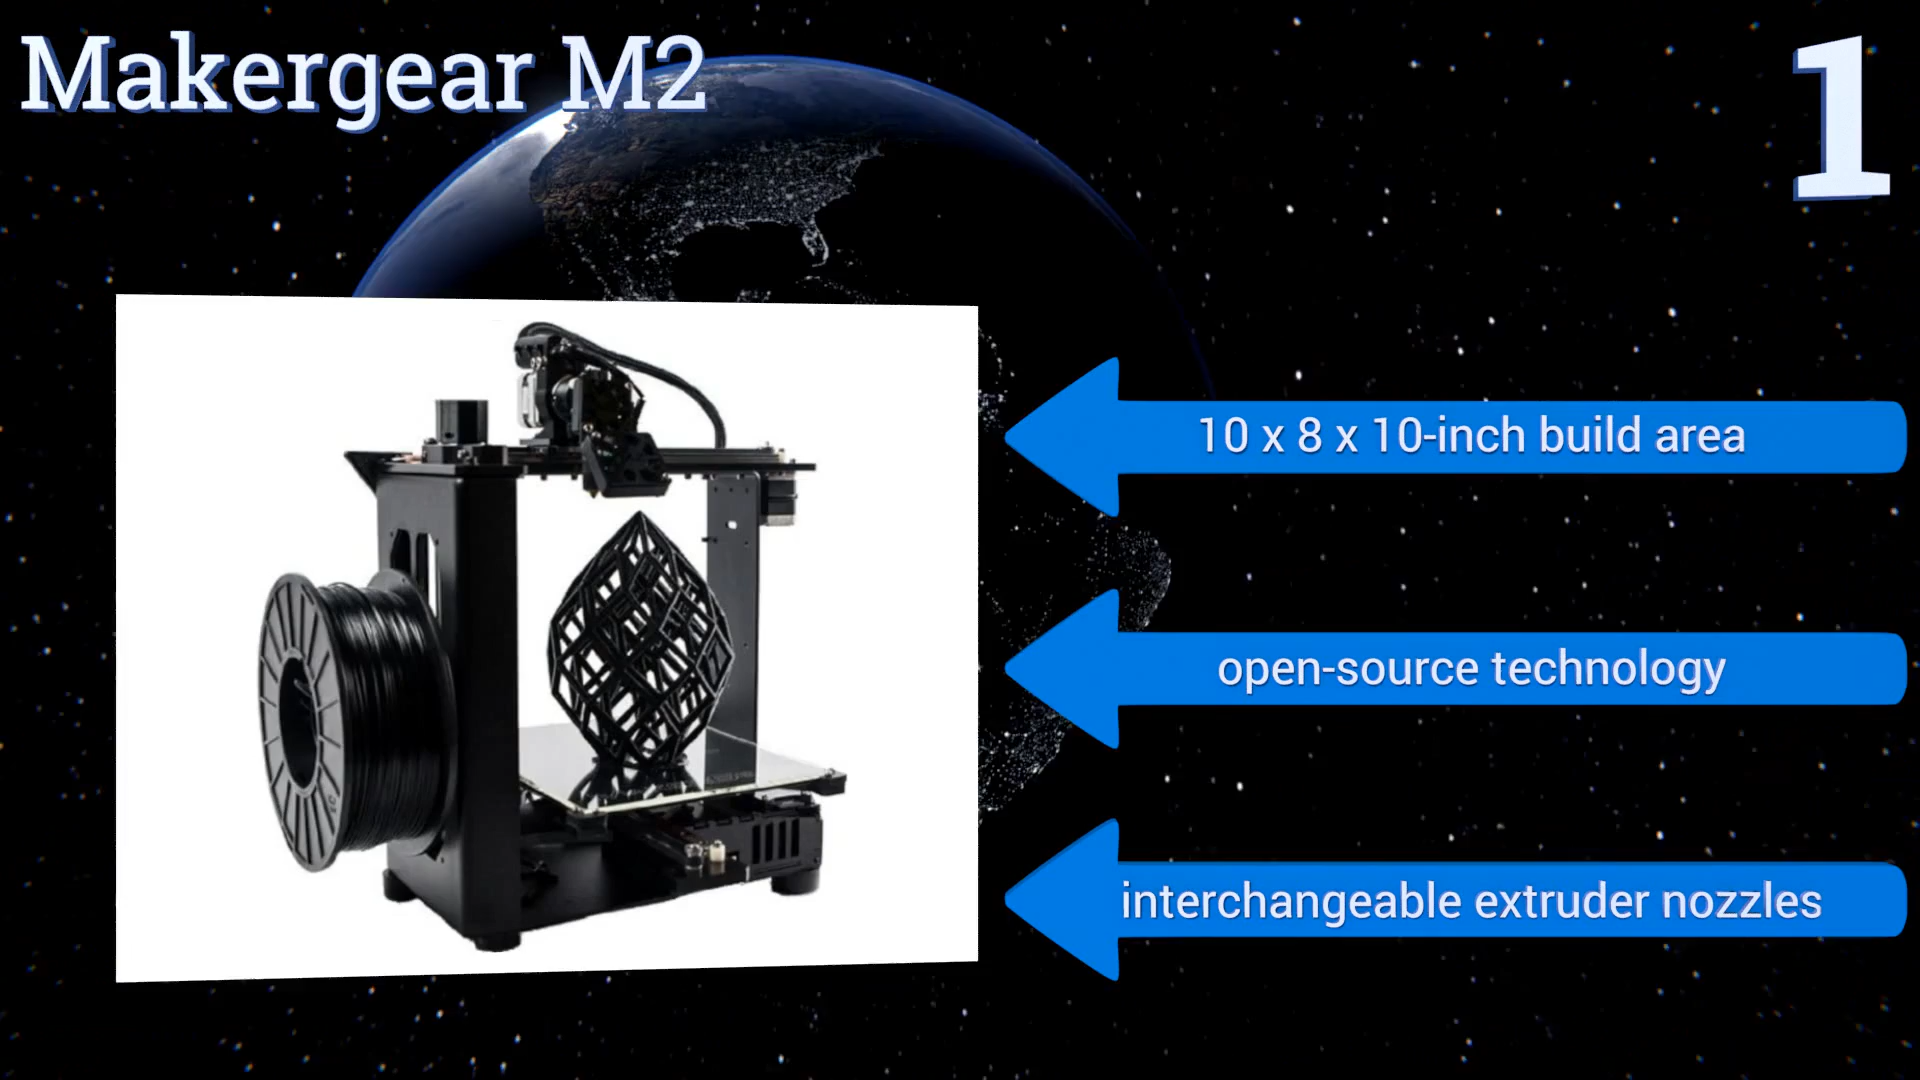 Makergear M2
1
10 x 8 x 10-inch build area
open-source technology
interchangeable extruder nozzles